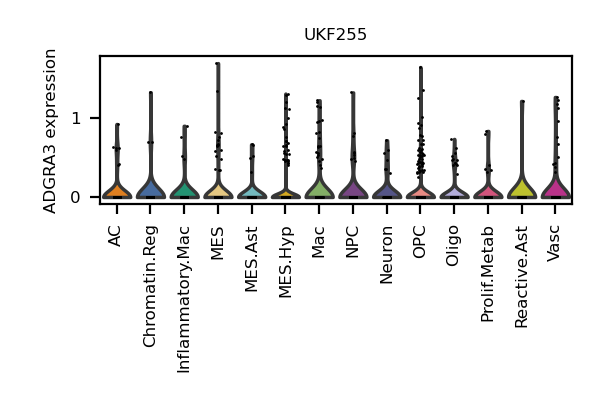 UKF255
ADGRA3 expression
1
0
AC
Chromatin.Reg
Inflammatory.Mac
MES
MES.Ast
MES.Hyp
Mac
NPC
Neuron
OPC
Oligo
Prolif.Metab
Reactive.Ast
Vasc